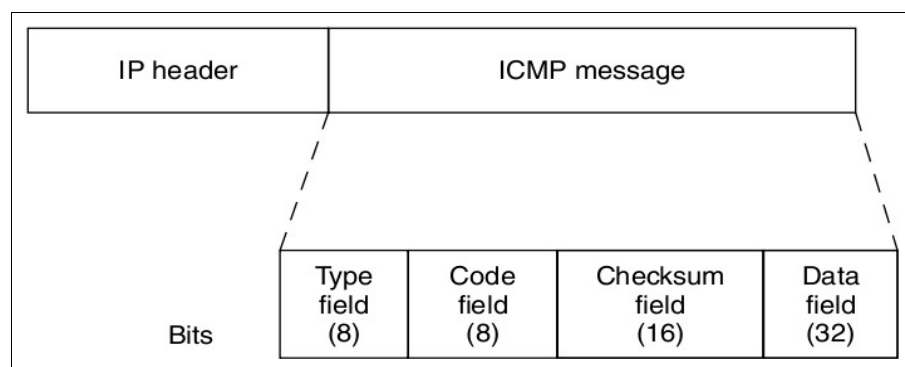 IP header
ICMP message
Type field (8)
Code field (8)
Checksum field (16)
Data field (32)
Bits